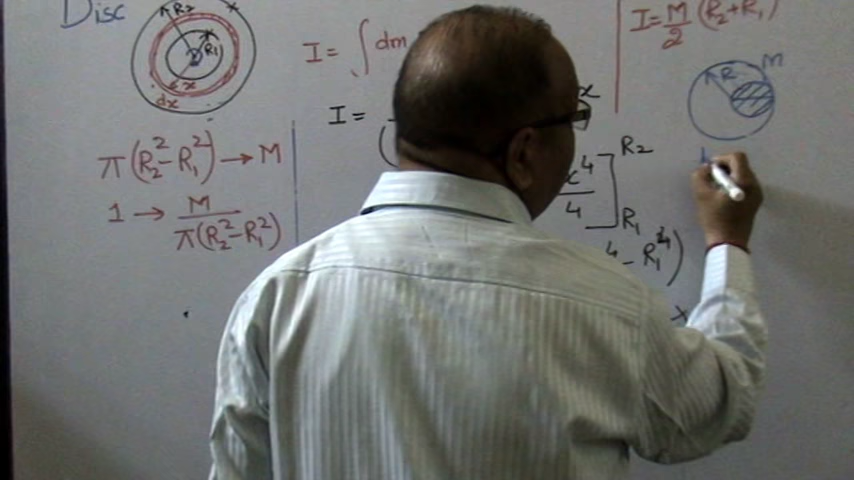 Disc
R2
R1
x
dx
π(R₂² - R₁²) → M
1 → M / π(R₂² - R₁²)
I = ∫ dm
I =
x⁴ / 4 ] R2 R1
⁴ - R₁⁴)
I = M/2 (R₂ + R₁)
R
M